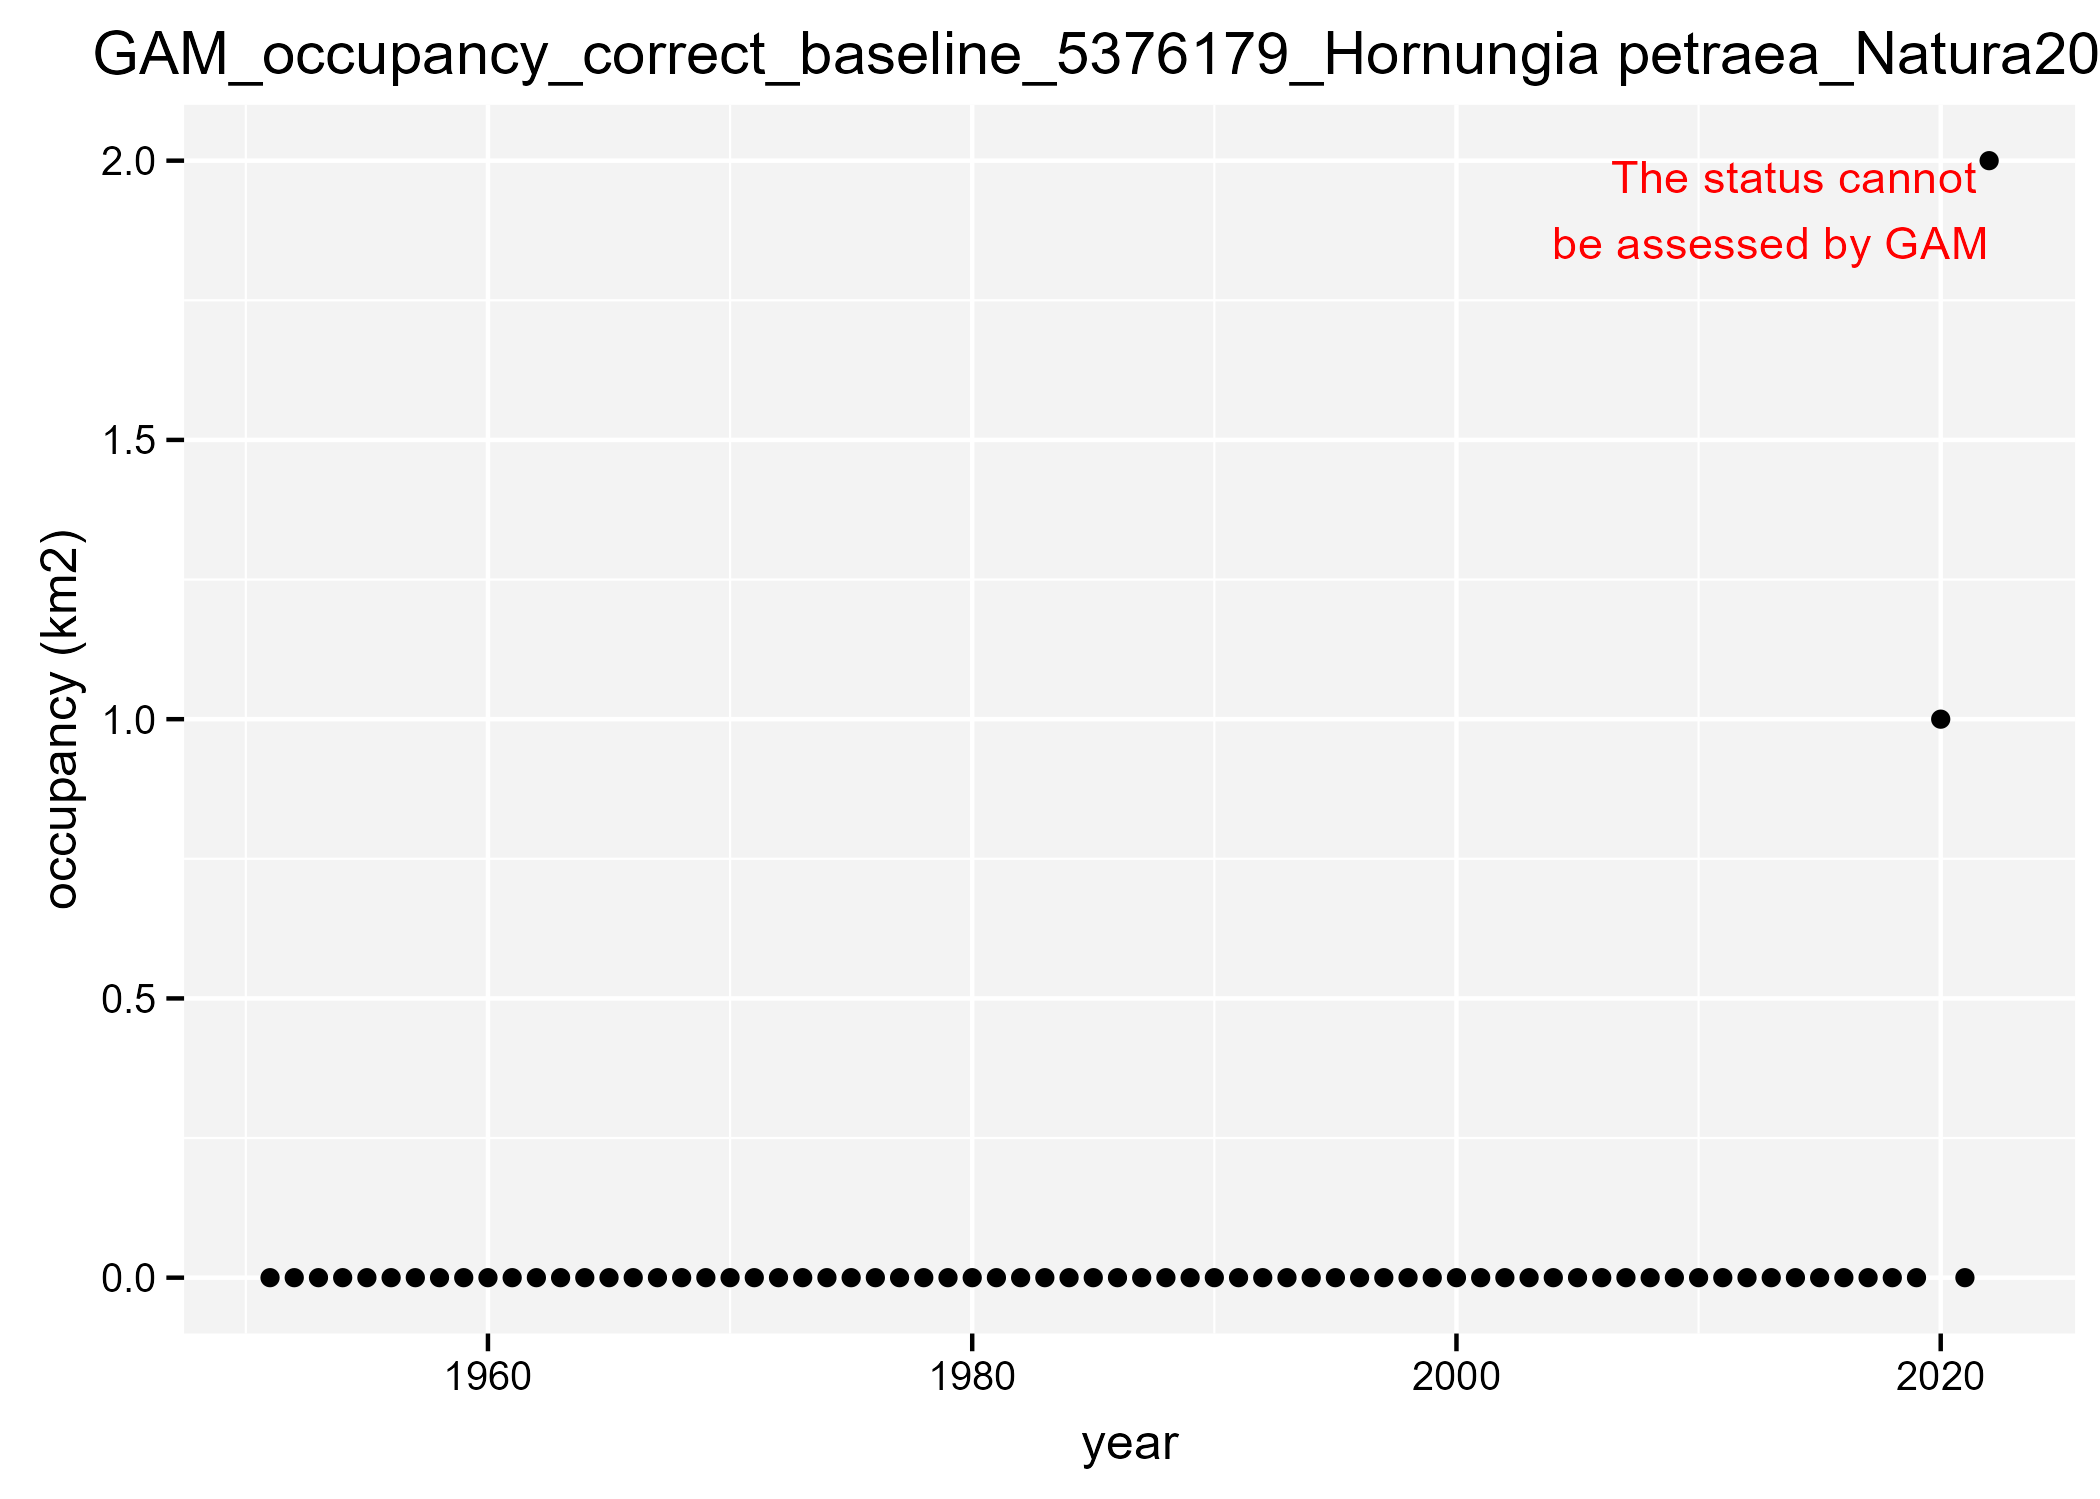 GAM_occupancy_correct_baseline_5376179_Hornungia petraea_Natura20
2.0
The status cannot
be assessed by GAM
1.5
occupancy (km2)
1.0
0.5
0.0
1960 1980 2000 2020
year